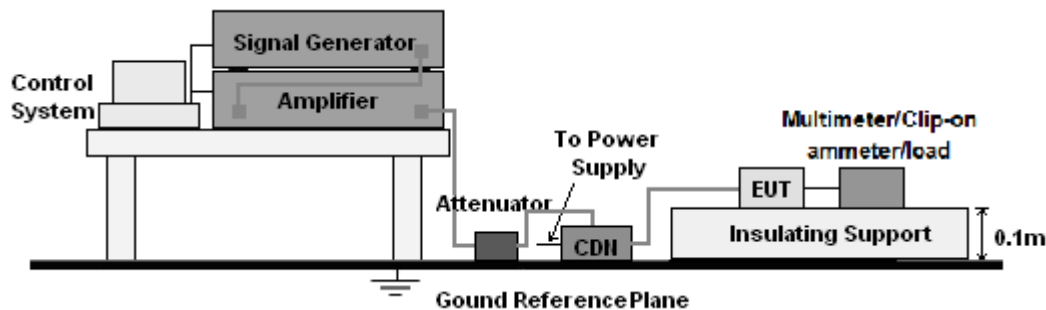 Signal Generator
Control
System
Amplifier
Multimeter/Clip-on
ammeter/load
To Power
Supply
Attenuator
EUT
CDN
Insulating Support
0.1m
Gound Reference Plane